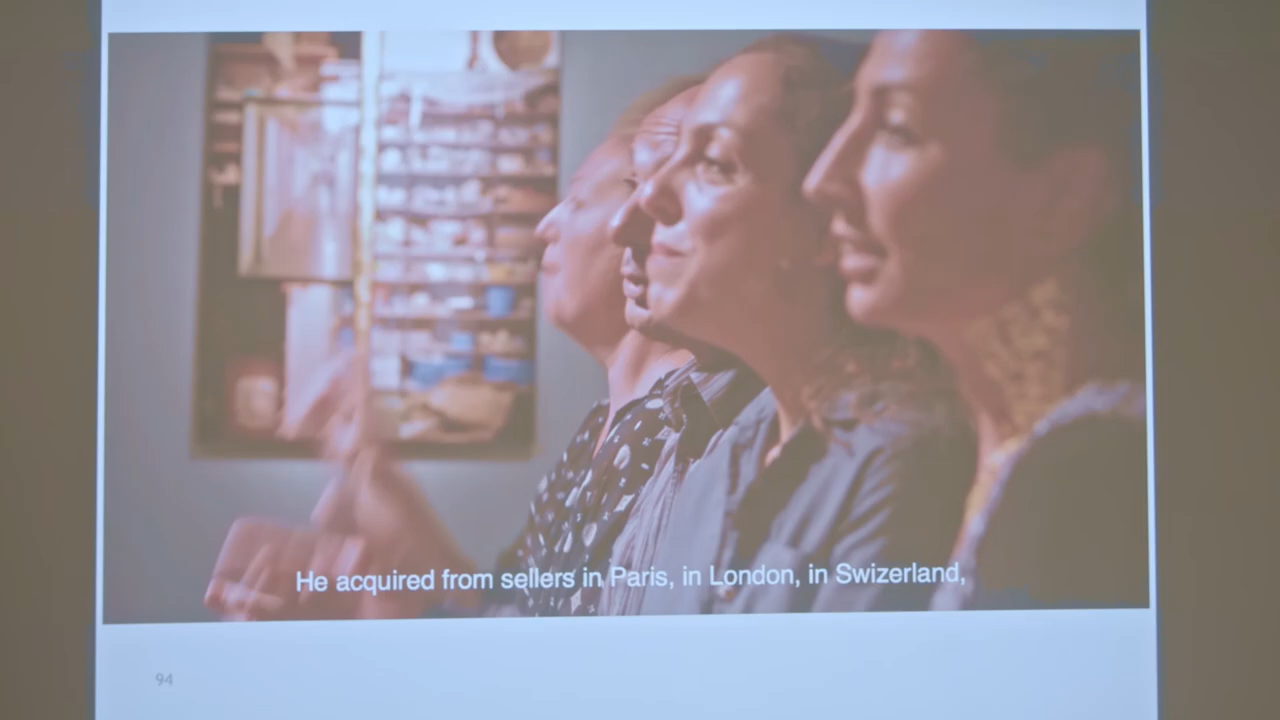 He acquired from sellers in Paris, in London, in Swizerland,
94